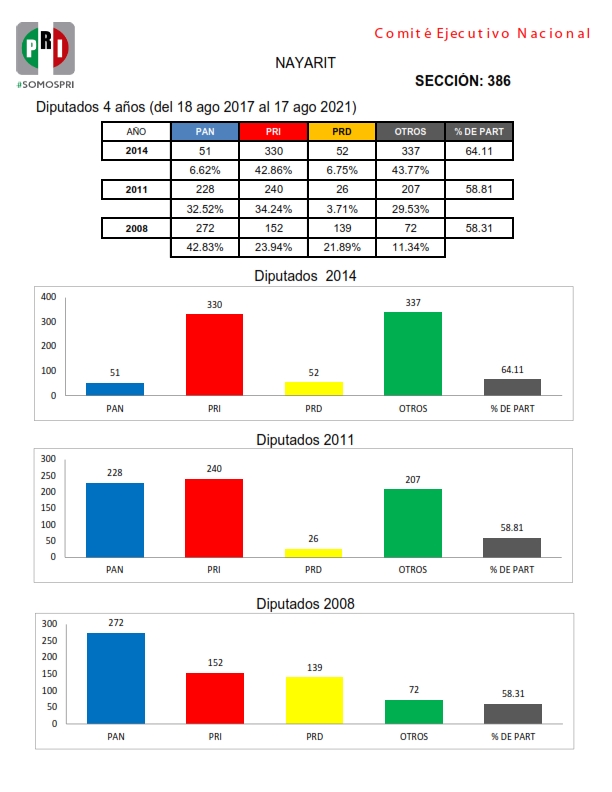 Comité Ejecutivo Nacional
PRI
#SOMOSPRI
NAYARIT
SECCIÓN: 386
Diputados 4 años (del 18 ago 2017 al 17 ago 2021)
AÑO PAN PRI PRD OTROS % DE PART
2014 51 330 52 337 64.11
6.62% 42.86% 6.75% 43.77%
2011 228 240 26 207 58.81
32.52% 34.24% 3.71% 29.53%
2008 272 152 139 72 58.31
42.83% 23.94% 21.89% 11.34%
Diputados 2014
400
300
200
100
0
51 330 52 337 64.11
PAN PRI PRD OTROS % DE PART
Diputados 2011
300
250
200
150
100
50
0
228 240 26 207 58.81
PAN PRI PRD OTROS % DE PART
Diputados 2008
300
250
200
150
100
50
0
272 152 139 72 58.31
PAN PRI PRD OTROS % DE PART